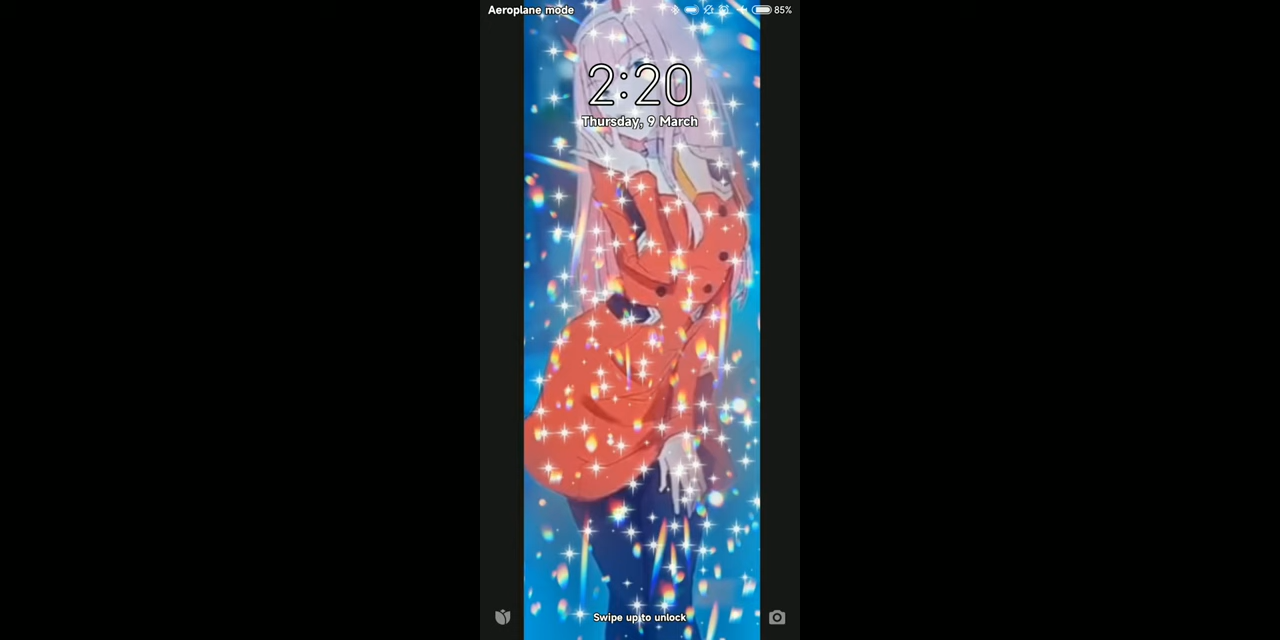 Aeroplane mode
85%
2:20
Thursday, 9 March
Swipe up to unlock